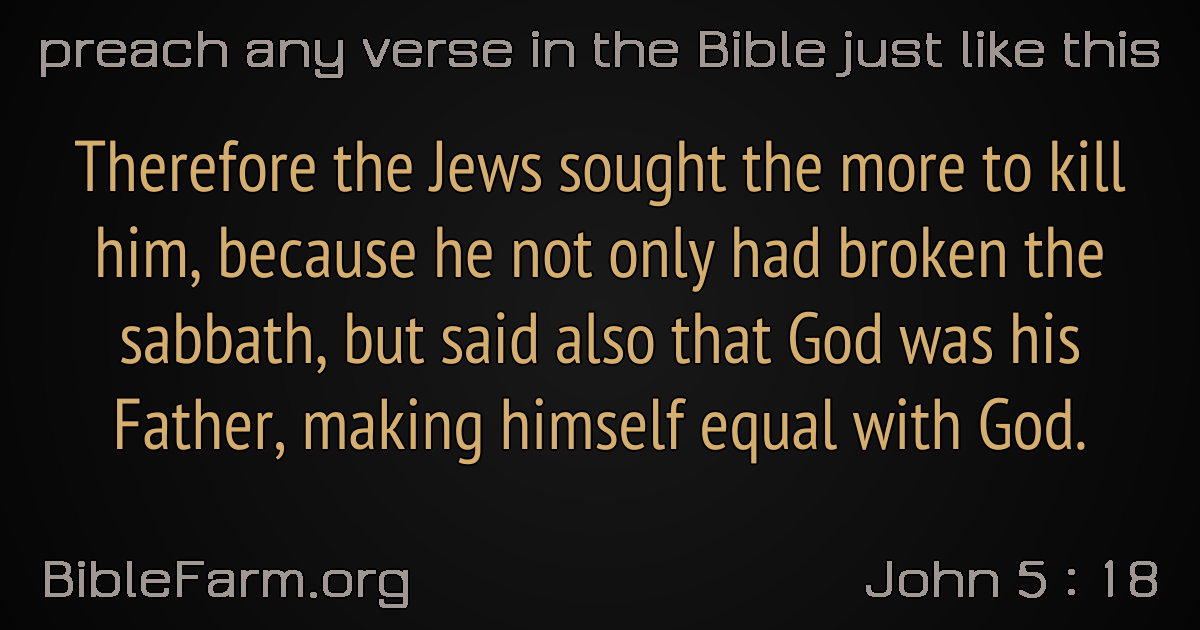 preach any verse in the Bible just like this
Therefore the Jews sought the more to kill
him, because he not only had broken the
sabbath, but said also that God was his
Father, making himself equal with God.
BibleFarm.org
John 5 : 18